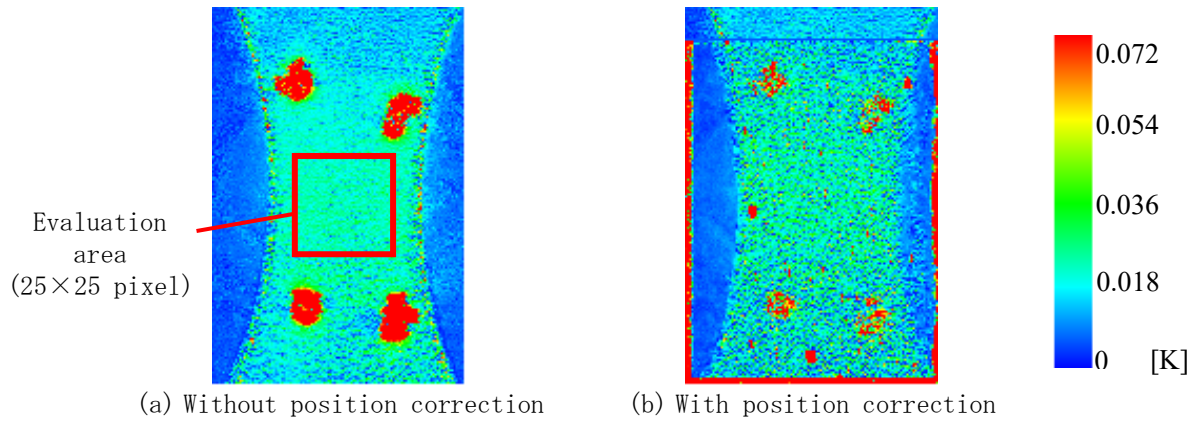 Evaluation
area
(25×25 pixel)
0.072
0.054
0.036
0.018
0 [K]
(a) Without position correction
(b) With position correction